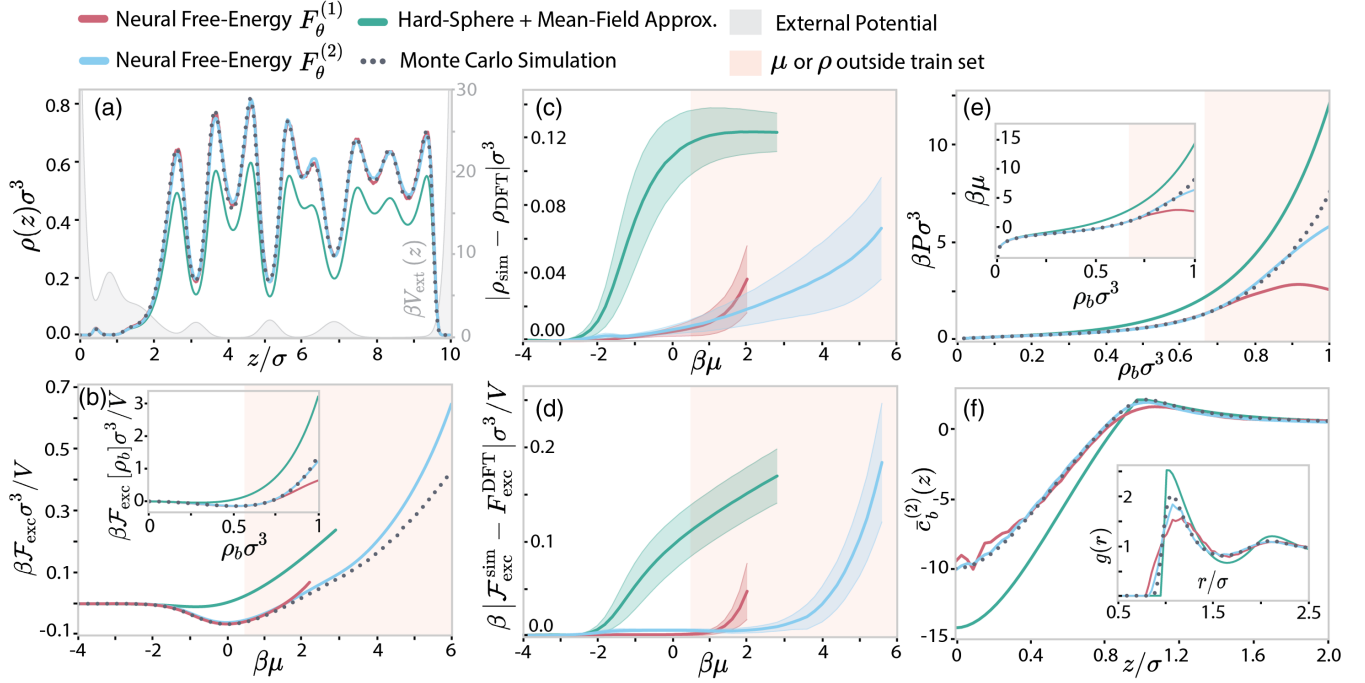 Neural Free-Energy F_θ^(1)
Hard-Sphere + Mean-Field Approx.
External Potential
Neural Free-Energy F_θ^(2)
Monte Carlo Simulation
μ or ρ outside train set
(a)
ρ(z)σ³
0.8
0.6
0.4
0.2
0.0
30
20
10
0
βV_ext(z)
0 2 4 6 8 10
z/σ
(c)
|ρ_sim − ρ_DFT|σ³
0.12
0.08
0.04
0.00
-4 -2 0 2 4 6
βμ
(e)
βPσ³
10
5
0
0 0.2 0.4 0.6 0.8 1
ρ_bσ³
βμ
15
10
5
0
0 0.5 1
ρ_bσ³
(b)
βℱ_exc σ³/V
0.7
0.5
0.3
0.1
-0.1
-4 -2 0 2 4 6
βμ
βℱ_exc[ρ_b]σ³/V
3
2
1
0
0 0.5 1
ρ_bσ³
(d)
β|ℱ_exc^sim − F_exc^DFT|σ³/V
0.2
0.1
0.0
-4 -2 0 2 4 6
βμ
(f)
c̄_b^(2)(z)
0
-5
-10
-15
0 0.4 0.8 1.2 1.6 2.0
z/σ
g(r)
2
1
0.5 1.5 2.5
r/σ